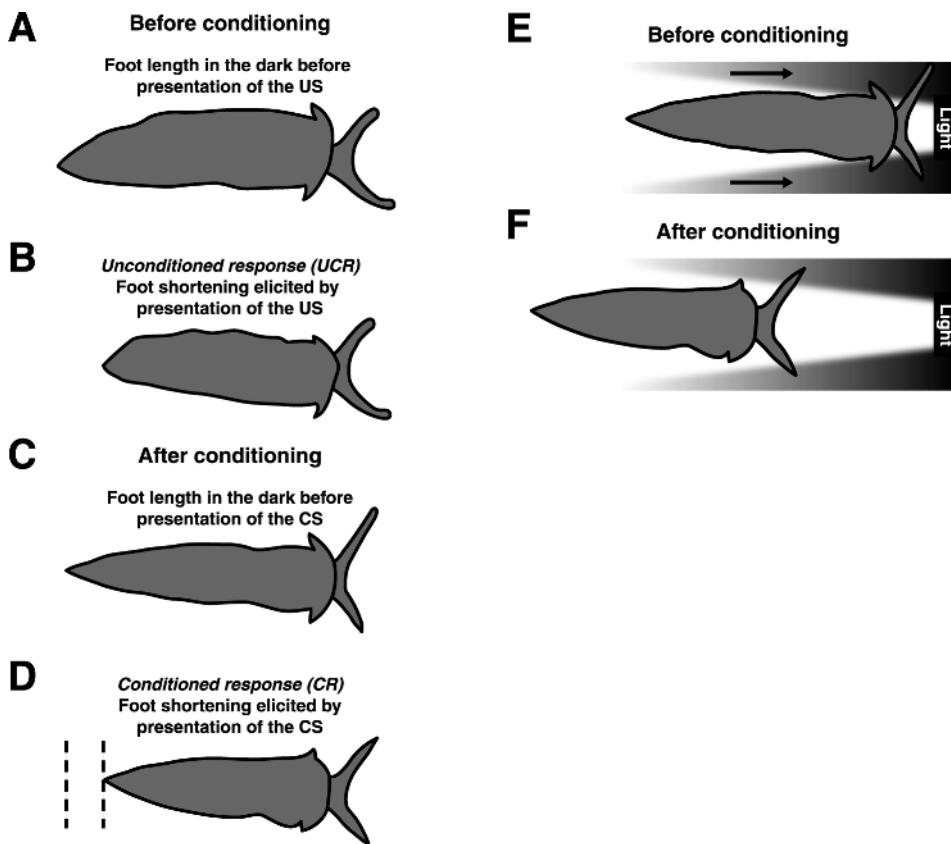 A
Before conditioning
Foot length in the dark before
presentation of the US
B
Unconditioned response (UCR)
Foot shortening elicited by
presentation of the US
C
After conditioning
Foot length in the dark before
presentation of the CS
D
Conditioned response (CR)
Foot shortening elicited by
presentation of the CS
E
Before conditioning
Light
F
After conditioning
Light